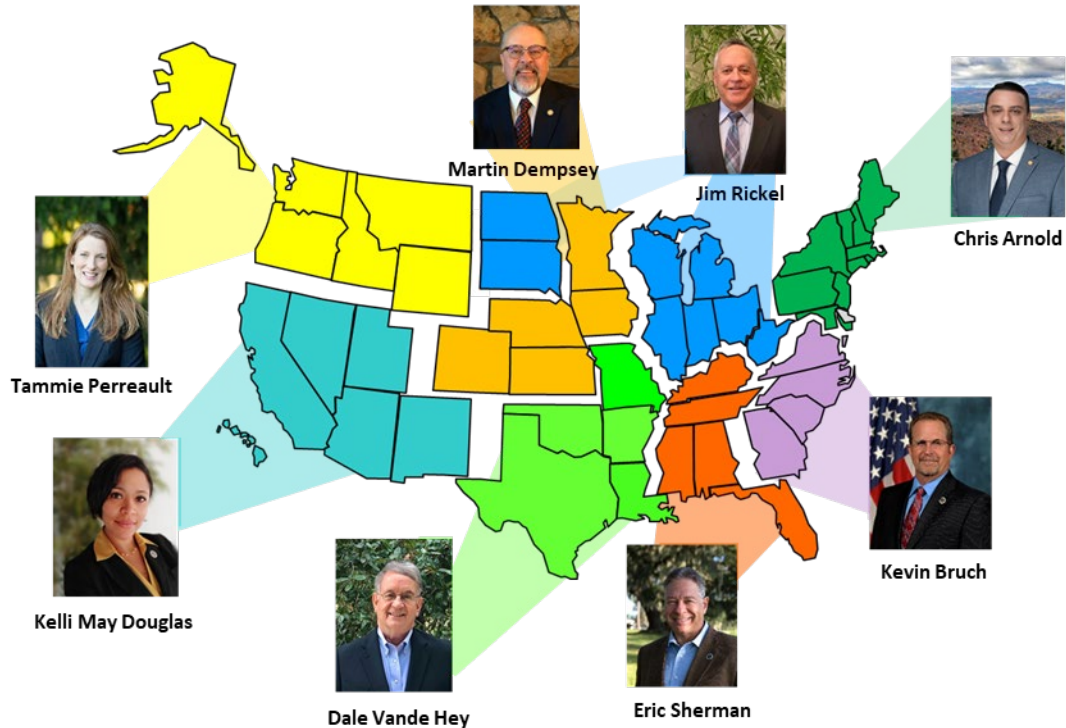 Martin Dempsey
Jim Rickel
Chris Arnold
Tammie Perreault
Kevin Bruch
Kelli May Douglas
Eric Sherman
Dale Vande Hey